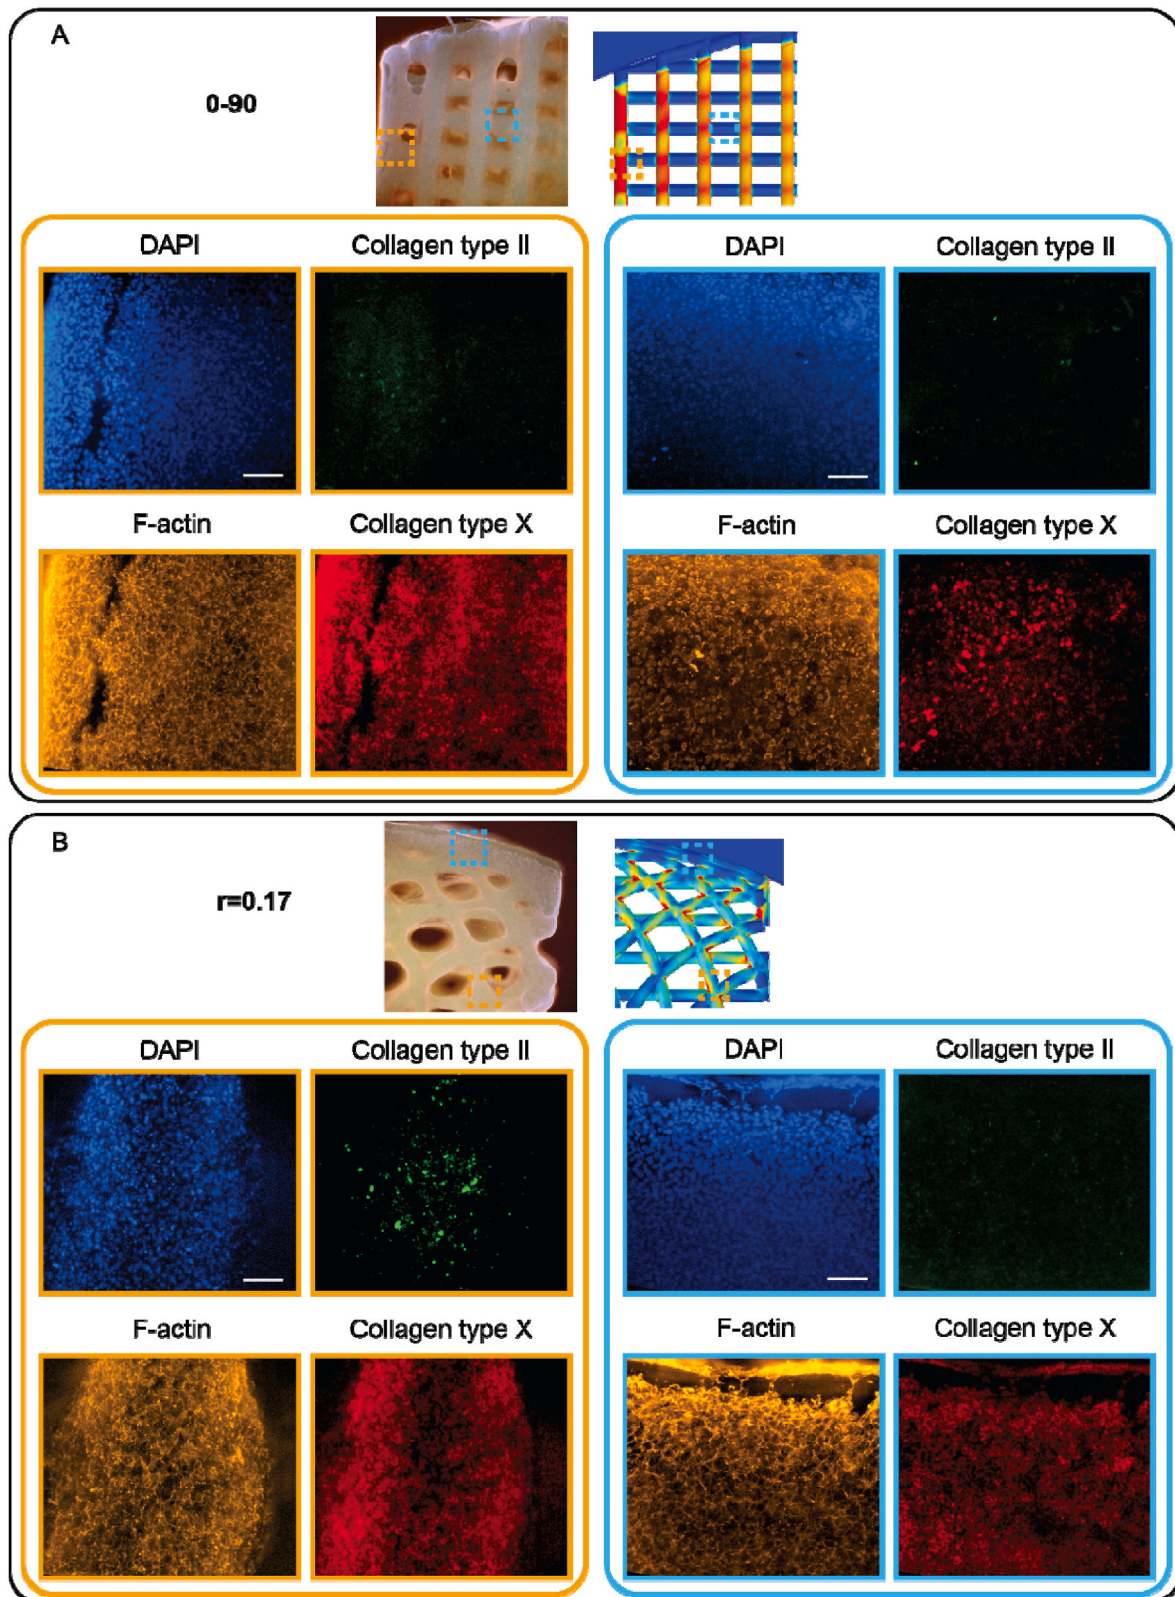 A
0-90
DAPI
Collagen type II
DAPI
Collagen type II
F-actin
Collagen type X
F-actin
Collagen type X
B
r=0.17
DAPI
Collagen type II
DAPI
Collagen type II
F-actin
Collagen type X
F-actin
Collagen type X